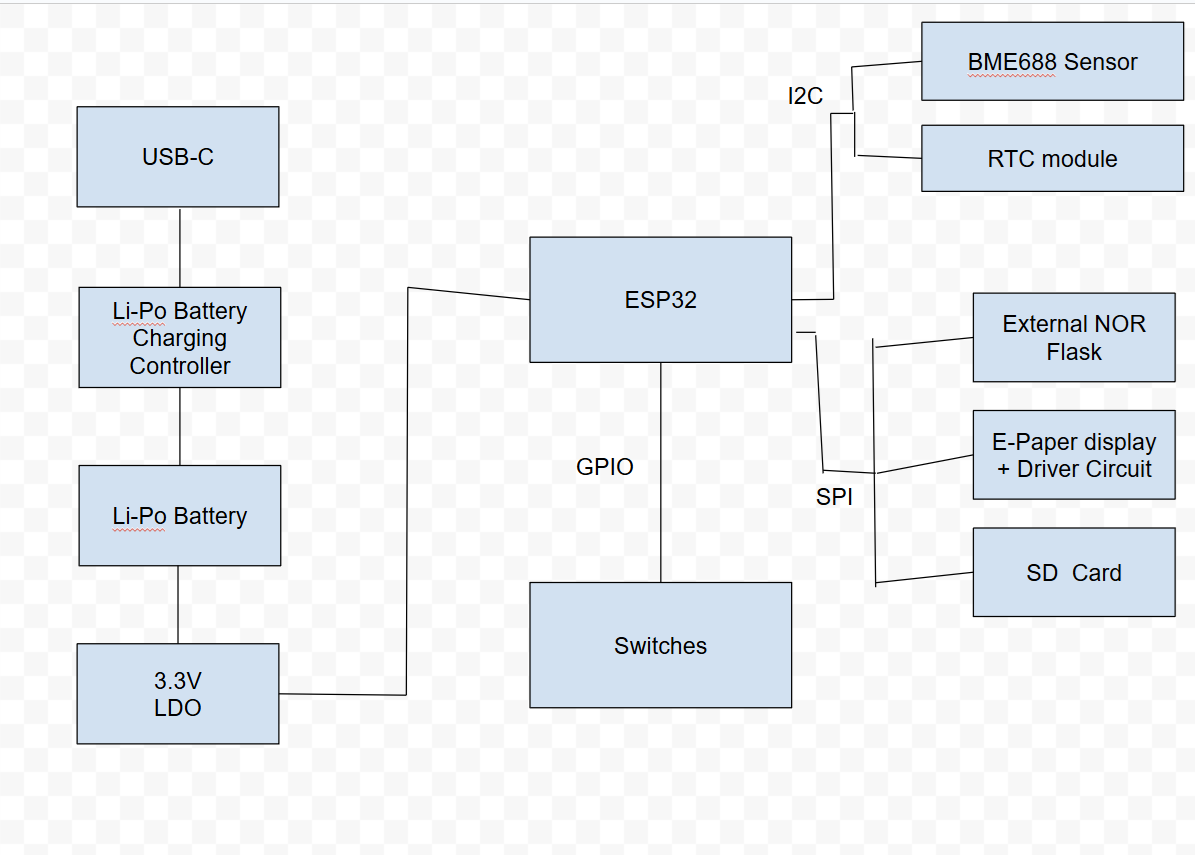 USB-C
Li-Po Battery
Charging
Controller
Li-Po Battery
3.3V
LDO
ESP32
GPIO
Switches
I2C
BME688 Sensor
RTC module
SPI
External NOR
Flask
E-Paper display
+ Driver Circuit
SD Card